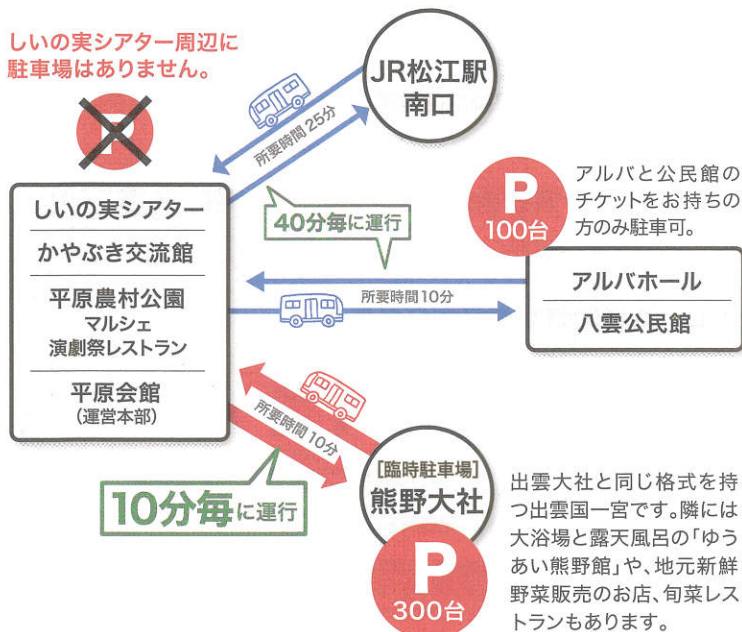 しいの実シアター周辺に
駐車場はありません。
P
JR松江駅
南口
所要時間25分
40分毎に運行
P
100台
アルバと公民館の
チケットをお持ちの
方のみ駐車可。
しいの実シアター
かやぶき交流館
平原農村公園
マルシェ
演劇祭レストラン
平原会館
(運営本部)
所要時間10分
アルバホール
八雲公民館
所要時間10分
10分毎に運行
[臨時駐車場]
熊野大社
P
300台
出雲大社と同じ格式を持
つ出雲国一宮です。隣には
大浴場と露天風呂の「ゆう
あい熊野館」や、地元新鮮
野菜販売のお店、旬菜レス
トランもあります。